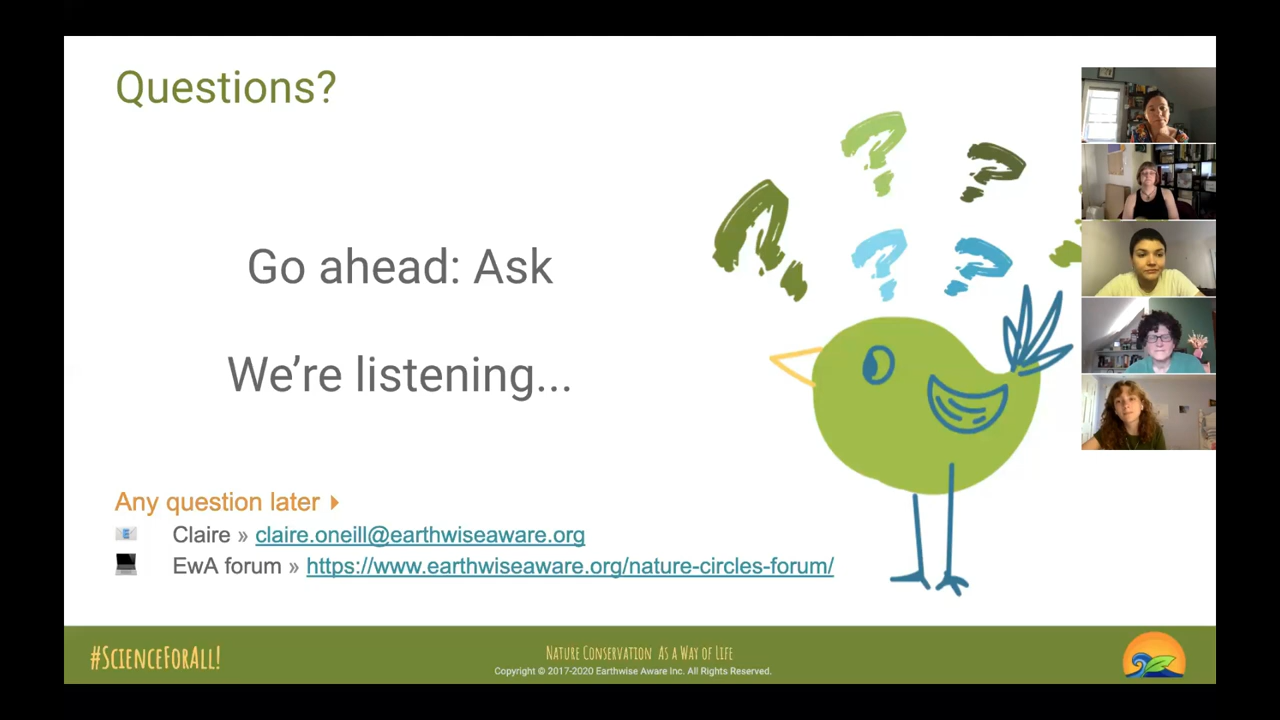 Questions?
Go ahead: Ask
We're listening...
Any question later
Claire » claire.oneill@earthwiseaware.org
EwA forum » https://www.earthwiseaware.org/nature-circles-forum/
#ScienceForAll!
Nature Conservation As a Way of Life
Copyright © 2017-2020 Earthwise Aware Inc. All Rights Reserved.